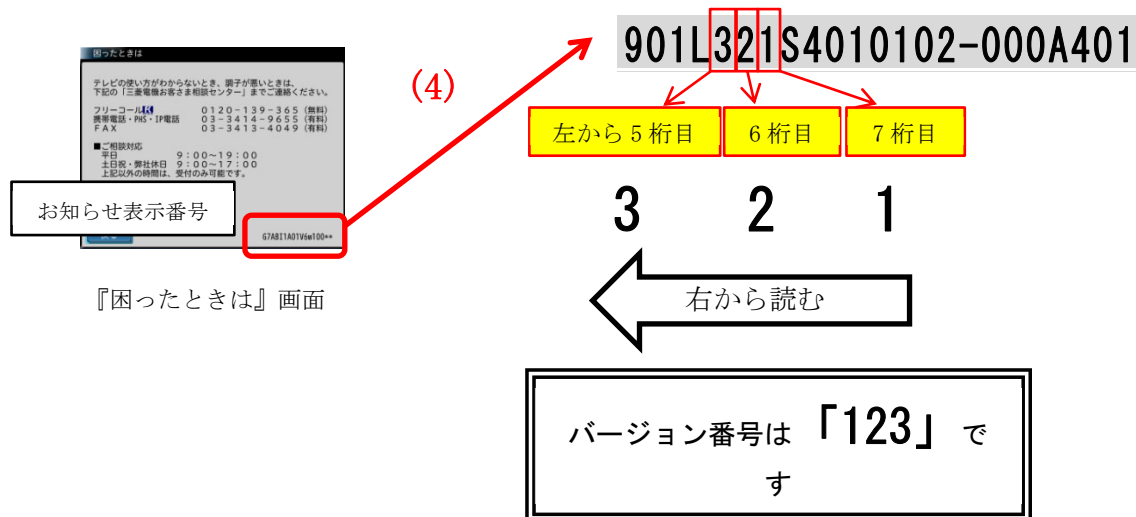 困ったときは
テレビの使い方がわからないとき、調子が悪いときは、
下記の「三菱電機お客さま相談センター」までご連絡ください。
フリーコール 0120-139-365 (無料)
携帯電話・PHS・IP電話 03-3414-9655 (有料)
FAX 03-3413-4049 (有料)
■ご相談対応
平日 9:00～19:00
土日祝・弊社休日 9:00～17:00
上記以外の時間は、受付のみ可能です。
お知らせ表示番号
G7ABI1A01V6m100**
『困ったときは』画面
(4)
901L321S4010102-000A401
左から5桁目 6桁目 7桁目
3 2 1
右から読む
バージョン番号は「123」で
す